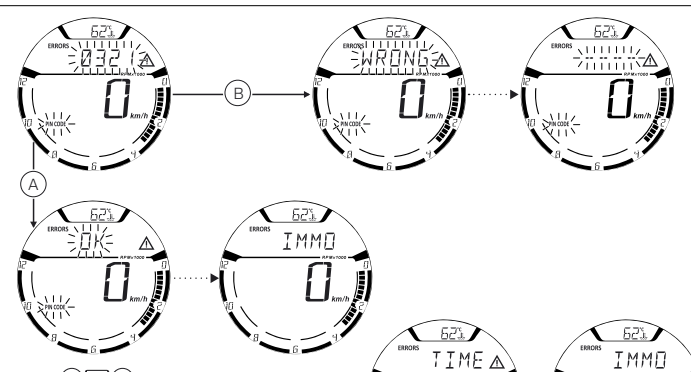 62°C
ERRORS
0321
RPMx1000
12
0
0
km/h
PIN CODE
10
2
8
4
6
B
62°C
ERRORS
WRONG
RPMx1000
12
0
0
km/h
PIN CODE
10
2
8
4
6
62°C
ERRORS
-----
RPMx1000
12
0
0
km/h
PIN CODE
10
2
8
4
6
A
62°C
ERRORS
OK
RPMx1000
12
0
0
km/h
PIN CODE
10
2
8
4
6
62°C
ERRORS
IMMO
RPMx1000
12
0
0
km/h
10
2
8
4
6
62°C
ERRORS
TIME
62°C
ERRORS
IMMO